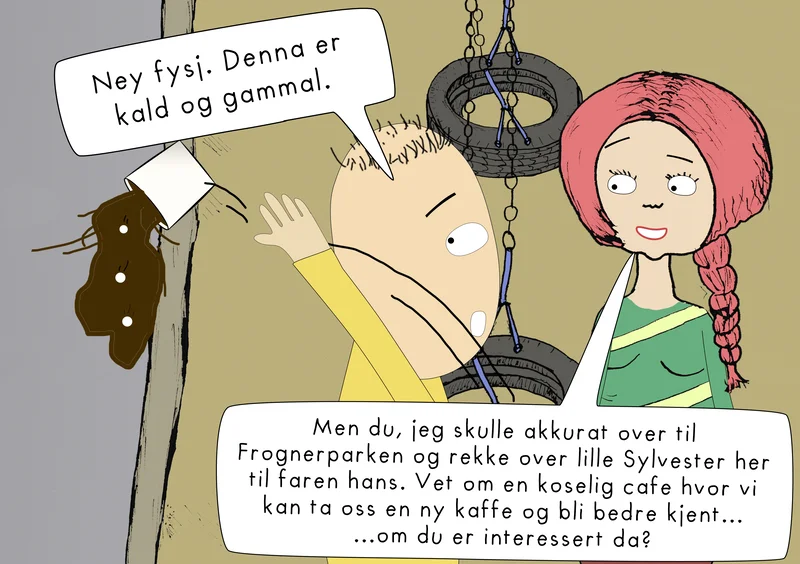 Ney fysj. Denna er
kald og gammal.
Men du, jeg skulle akkurat over til
Frognerparken og rekke over lille Sylvester her
til faren hans. Vet om en koselig cafe hvor vi
kan ta oss en ny kaffe og bli bedre kjent...
...om du er interessert da?